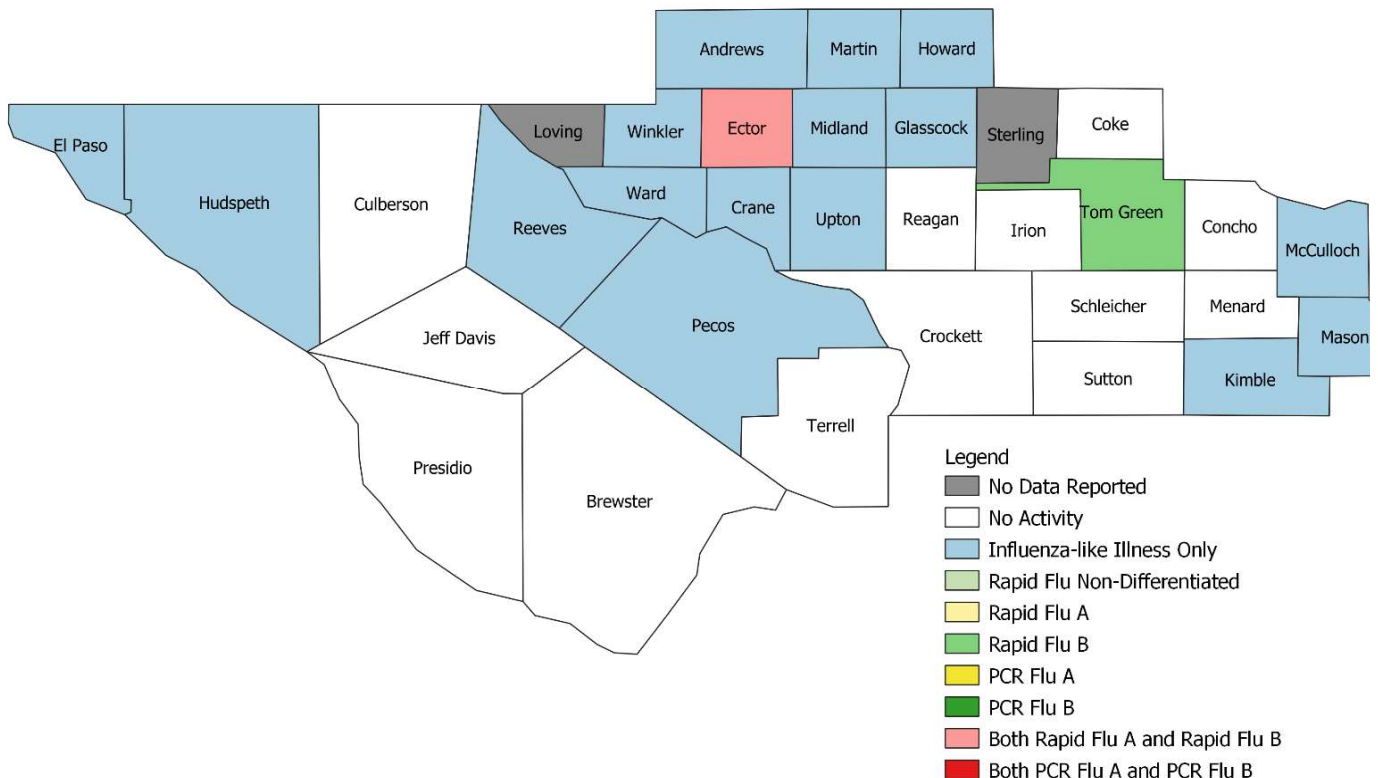 Andrews
Martin
Howard
El Paso
Hudspeth
Culberson
Loving
Winkler
Ector
Midland
Glasscock
Sterling
Coke
Reeves
Ward
Crane
Upton
Reagan
Irion
Tom Green
Concho
McCulloch
Jeff Davis
Pecos
Crockett
Schleicher
Menard
Mason
Sutton
Kimble
Terrell
Presidio
Brewster
Legend
No Data Reported
No Activity
Influenza-like Illness Only
Rapid Flu Non-Differentiated
Rapid Flu A
Rapid Flu B
PCR Flu A
PCR Flu B
Both Rapid Flu A and Rapid Flu B
Both PCR Flu A and PCR Flu B